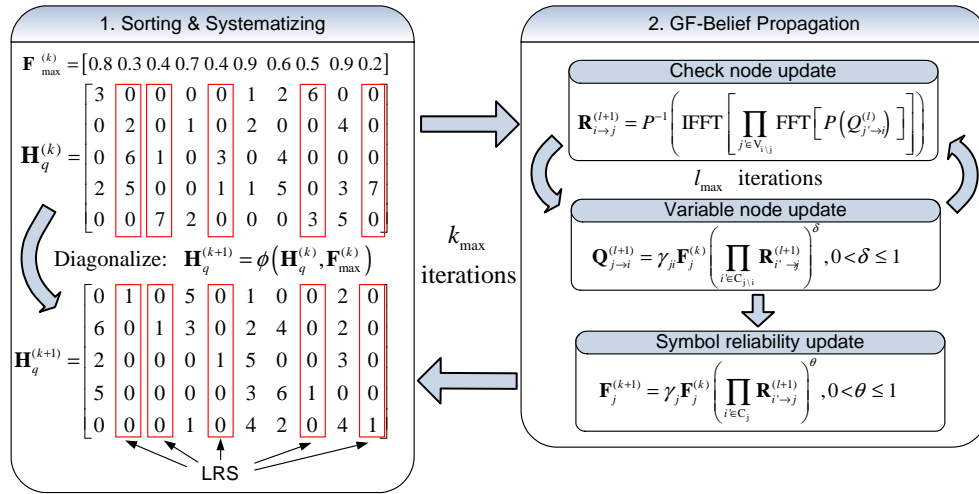 1. Sorting & Systematizing
F_max^(k) = [0.8 0.3 0.4 0.7 0.4 0.9 0.6 0.5 0.9 0.2]
H_q^(k) =
3 0 0 0 0 1 2 6 0 0
0 2 0 1 0 2 0 0 4 0
0 6 1 0 3 0 4 0 0 0
2 5 0 0 1 1 5 0 3 7
0 0 7 2 0 0 0 3 5 0
Diagonalize: H_q^(k+1) = ϕ(H_q^(k), F_max^(k))
H_q^(k+1) =
0 1 0 5 0 1 0 0 2 0
6 0 1 3 0 2 4 0 2 0
2 0 0 0 1 5 0 0 3 0
5 0 0 0 0 3 6 1 0 0
0 0 0 1 0 4 2 0 4 1
LRS
k_max
iterations
2. GF-Belief Propagation
Check node update
R_{i→j}^(l+1) = P^{-1}(IFFT[∏_{j'∈V_{i\j}} FFT[P(Q_{j'→i}^(l))]])
l_max iterations
Variable node update
Q_{j→i}^(l+1) = γ_{ji} F_j^(k) (∏_{i'∈C_{j\i}} R_{i'→j}^(l+1))^δ, 0<δ≤1
Symbol reliability update
F_j^(k+1) = γ_j F_j^(k) (∏_{i'∈C_j} R_{i'→j}^(l+1))^θ, 0<θ≤1